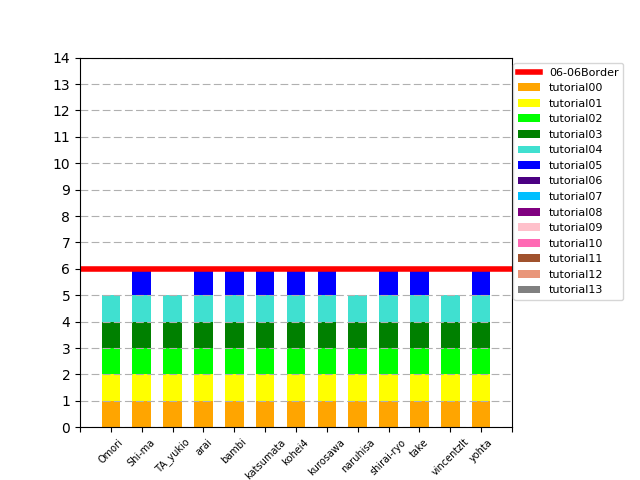 14
13
12
11
10
9
8
7
6
5
4
3
2
1
0
Omori
Shi-ma
TA_yukio
arai
bambi
katsumata
kohei4
kurosawa
naruhisa
shirai-ryo
take
vincentzlt
yohta
06-06Border
tutorial00
tutorial01
tutorial02
tutorial03
tutorial04
tutorial05
tutorial06
tutorial07
tutorial08
tutorial09
tutorial10
tutorial11
tutorial12
tutorial13